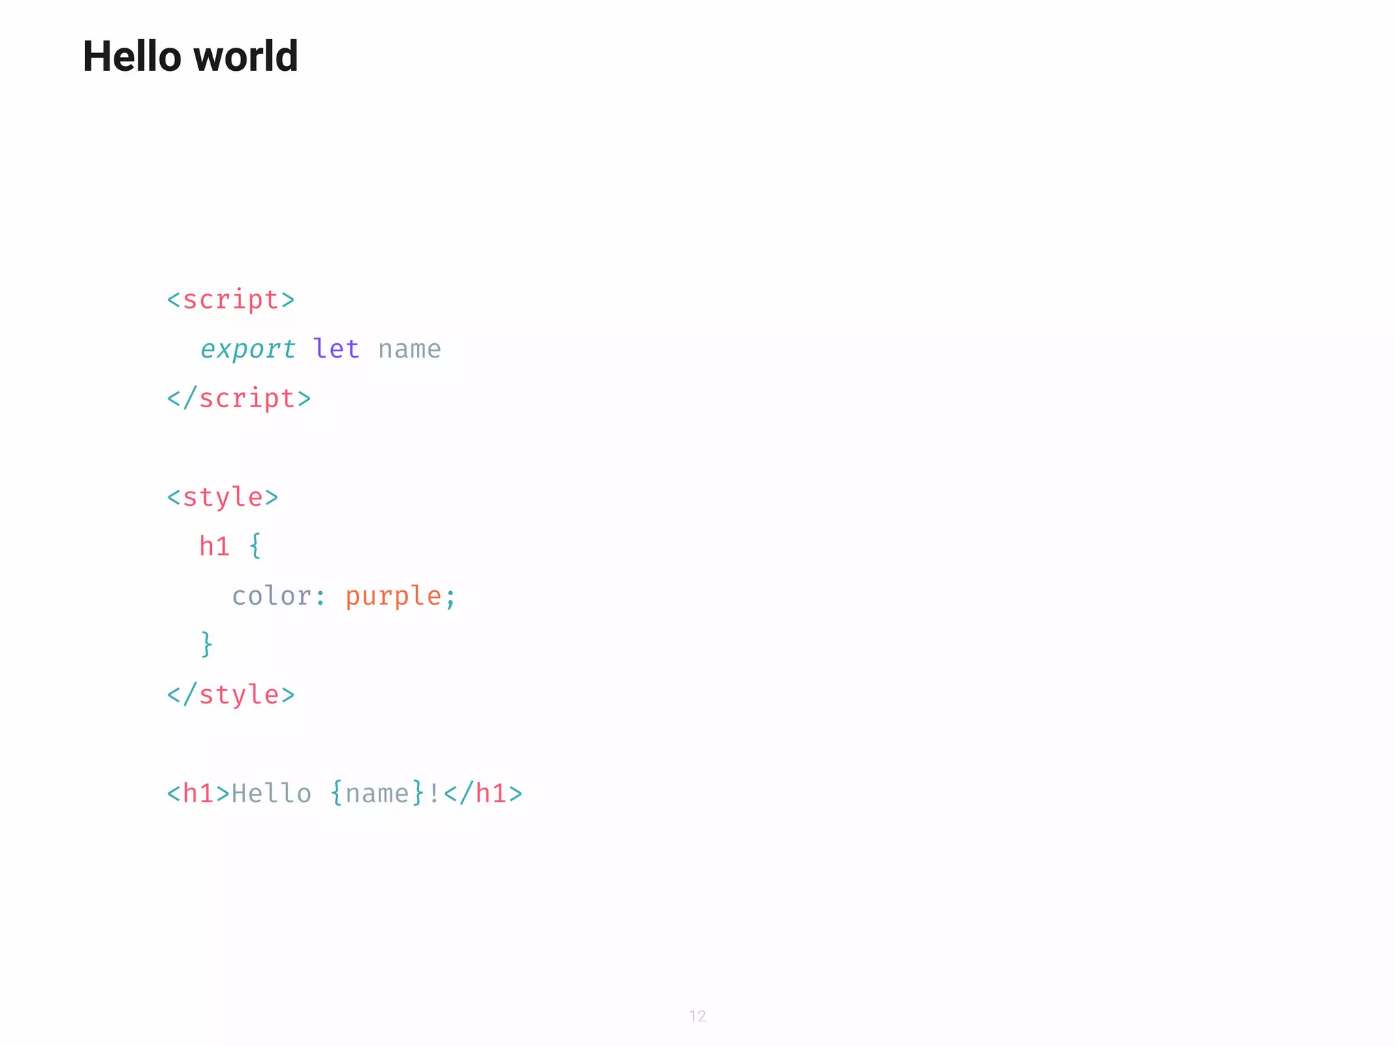 Hello world
<script>
  export let name
</script>

<style>
  h1 {
    color: purple;
  }
</style>

<h1>Hello {name}!</h1>
12